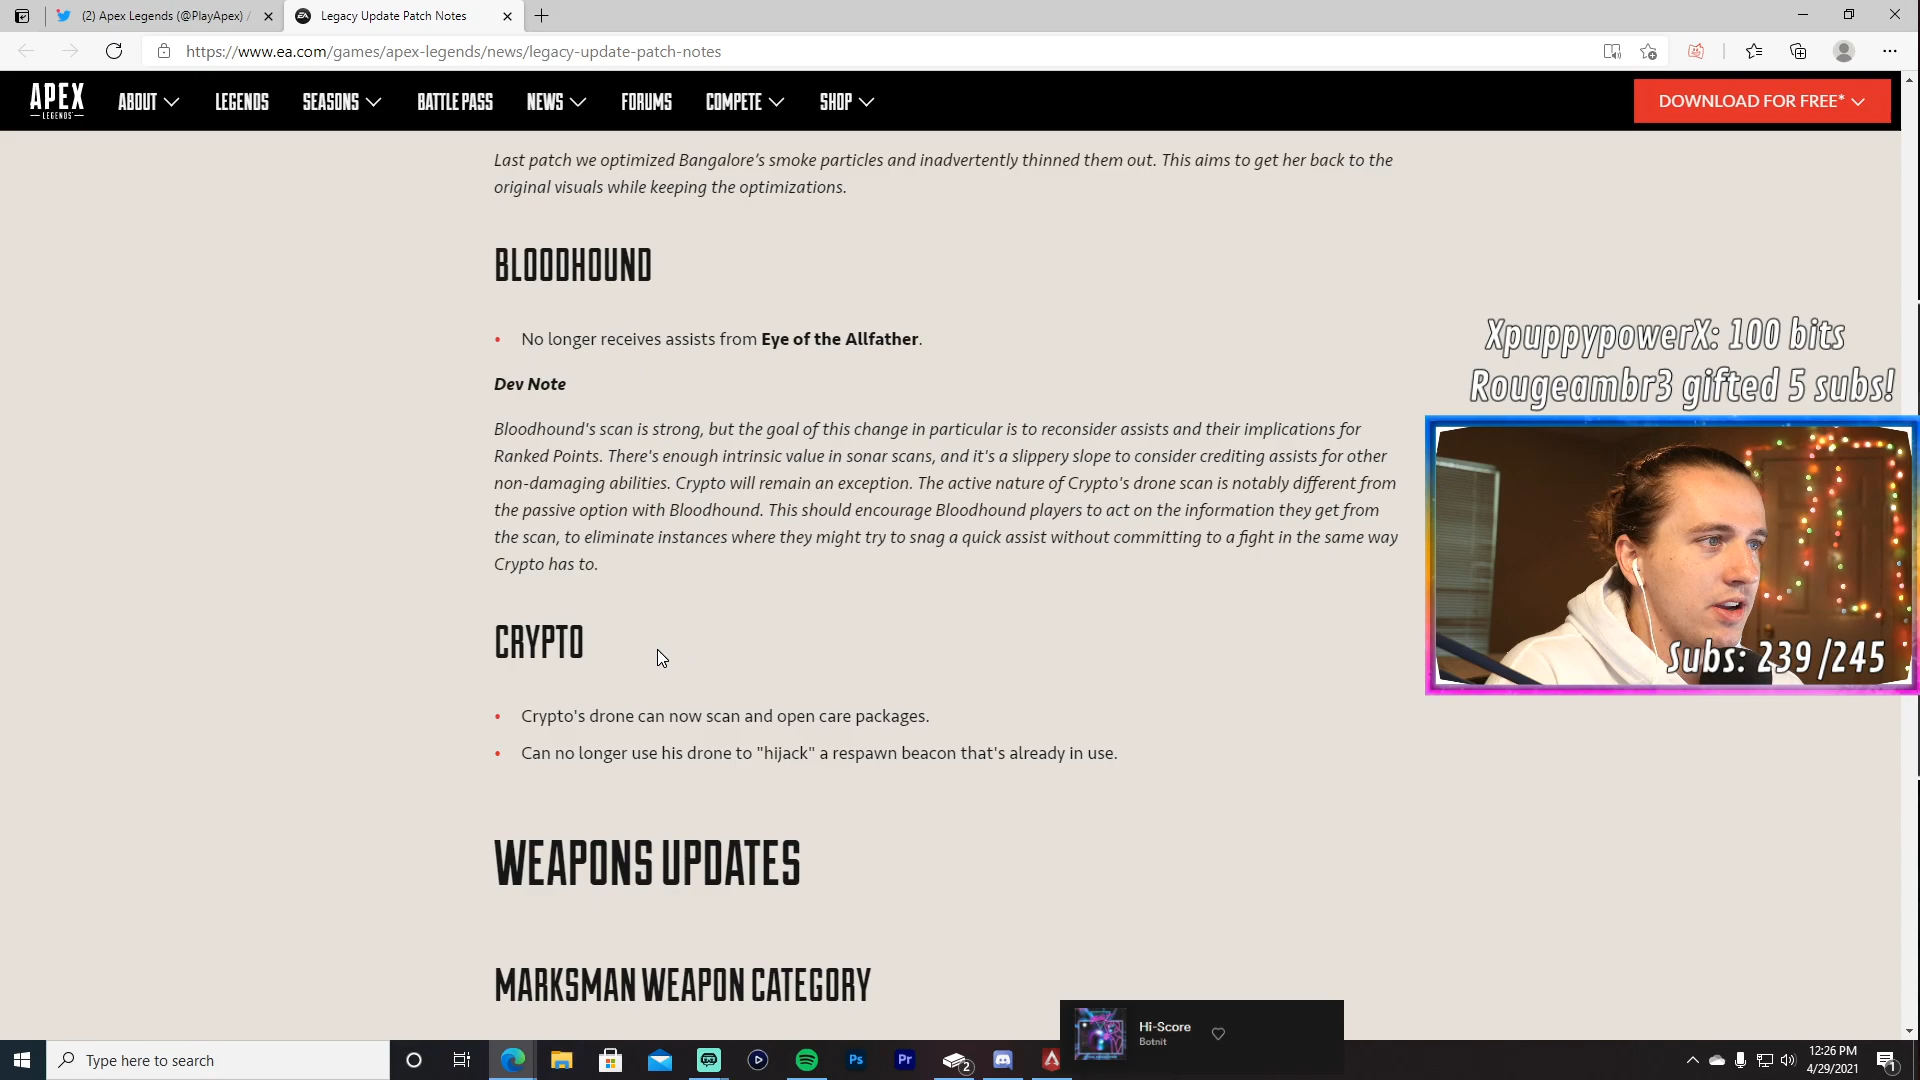 (2) Apex Legends (@PlayApex) /
Legacy Update Patch Notes
https://www.ea.com/games/apex-legends/news/legacy-update-patch-notes
APEX
LEGENDS
ABOUT
LEGENDS
SEASONS
BATTLE PASS
NEWS
FORUMS
COMPETE
SHOP
DOWNLOAD FOR FREE*
Last patch we optimized Bangalore's smoke particles and inadvertently thinned them out. This aims to get her back to the
original visuals while keeping the optimizations.
BLOODHOUND
• No longer receives assists from Eye of the Allfather.
Dev Note
Bloodhound's scan is strong, but the goal of this change in particular is to reconsider assists and their implications for
Ranked Points. There's enough intrinsic value in sonar scans, and it's a slippery slope to consider crediting assists for other
non-damaging abilities. Crypto will remain an exception. The active nature of Crypto's drone scan is notably different from
the passive option with Bloodhound. This should encourage Bloodhound players to act on the information they get from
the scan, to eliminate instances where they might try to snag a quick assist without committing to a fight in the same way
Crypto has to.
CRYPTO
• Crypto's drone can now scan and open care packages.
• Can no longer use his drone to "hijack" a respawn beacon that's already in use.
WEAPONS UPDATES
MARKSMAN WEAPON CATEGORY
XpuppypowerX: 100 bits
Rougeambr3 gifted 5 subs!
Subs: 239 /245
Hi-Score
Botnit
Type here to search
Ps
Pr
2
12:26 PM
4/29/2021
1